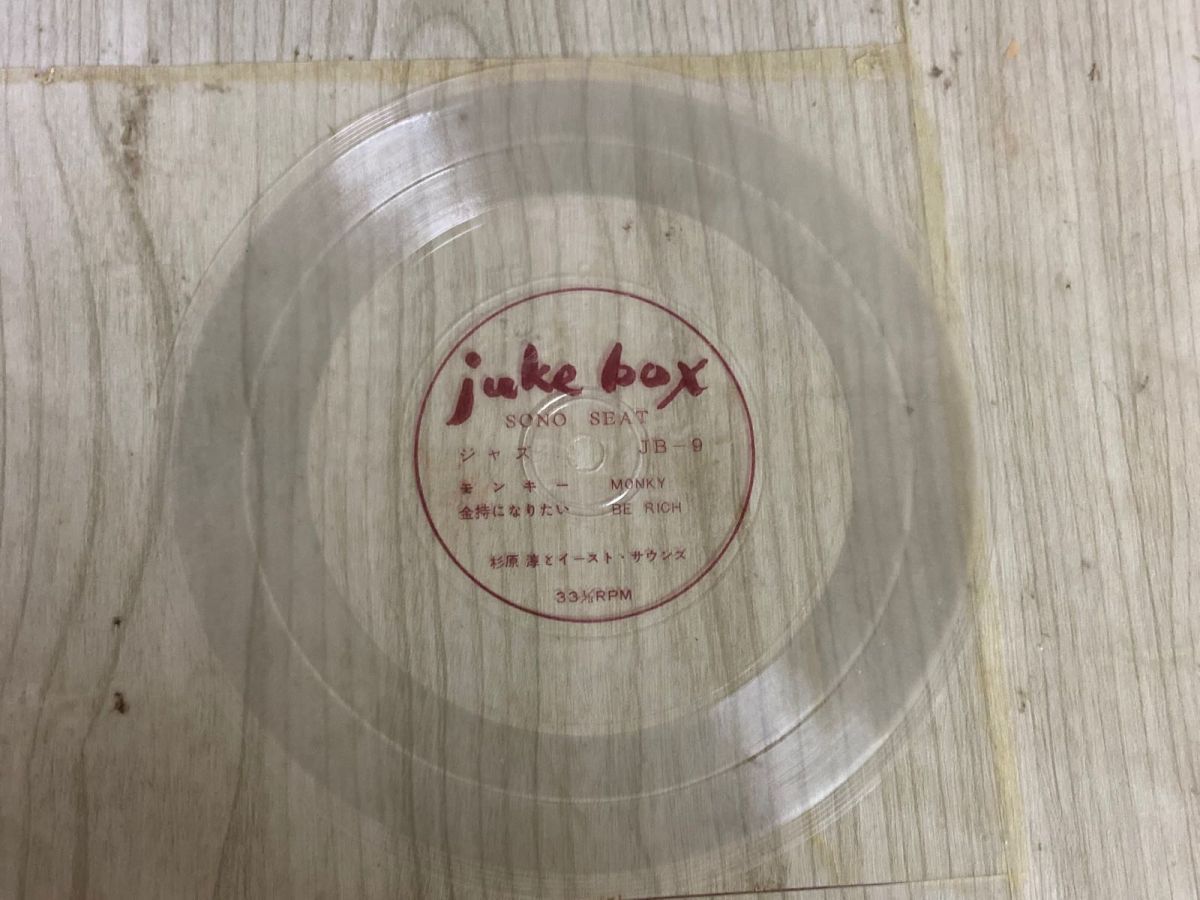 juke box
SONO SEAT
ジャズ JB-9
モンキー MONKY
金持になりたい BE RICH
杉原 淳とイースト・サウンズ
33⅓RPM